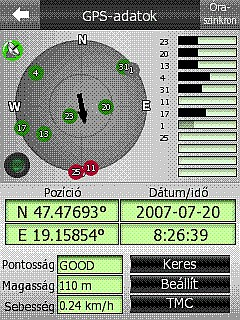 GPS-adatok
Óra-
szinkron
N
W
E
4
31
1
20
23
17
13
25
11
23
20
13
4
31
11
17
1
25
Pozíció
Dátum/idő
N 47.47693°
2007-07-20
E 19.15854°
8:26:39
Pontosság
GOOD
Keres
Magasság
110 m
Beállít
Sebesség
0.24 km/h
TMC